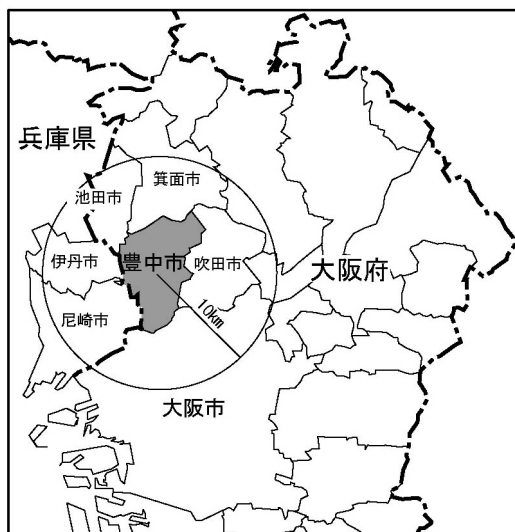 兵庫県
箕面市
池田市
伊丹市
豊中市
吹田市
大阪府
尼崎市
10km
大阪市